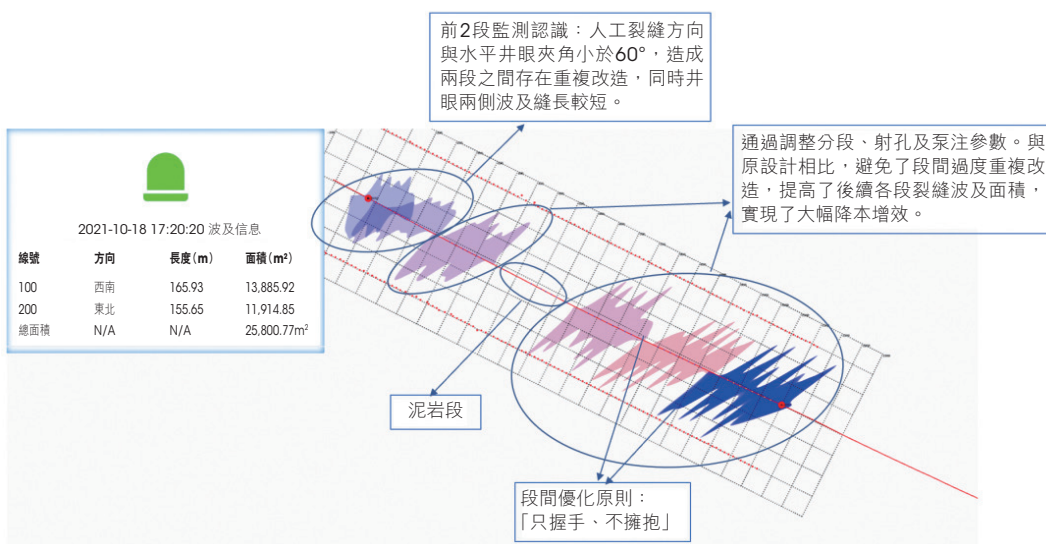 前2段監測認識：人工裂縫方向
與水平井眼夾角小於60°，造成
兩段之間存在重複改造，同時井
眼兩側波及縫長較短。
通過調整分段、射孔及泵注參數。與
原設計相比，避免了段間過度重複改
造，提高了後續各段裂縫波及面積，
實現了大幅降本增效。
2021-10-18 17:20:20 波及信息
線號 方向 長度(m) 面積(m²)
100 西南 165.93 13,885.92
200 東北 155.65 11,914.85
總面積 N/A N/A 25,800.77m²
泥岩段
段間優化原則：
「只握手、不擁抱」